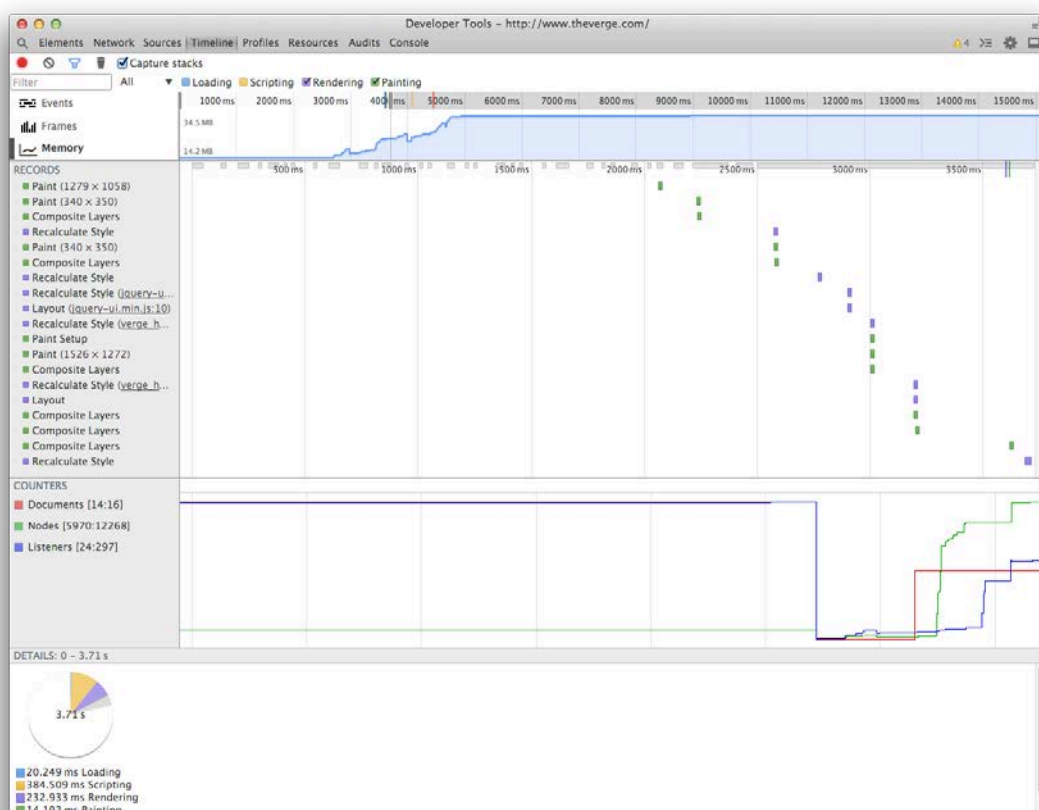 Developer Tools - http://www.theverge.com/
Elements Network Sources Timeline Profiles Resources Audits Console 4
Capture stacks
Filter All Loading Scripting Rendering Painting
Events
Frames
Memory
1000 ms 2000 ms 3000 ms 4000 ms 5000 ms 6000 ms 7000 ms 8000 ms 9000 ms 10000 ms 11000 ms 12000 ms 13000 ms 14000 ms 15000 ms
34.5 MB
14.2 MB
RECORDS 500 ms 1000 ms 1500 ms 2000 ms 2500 ms 3000 ms 3500 ms
Paint (1279 × 1058)
Paint (340 × 350)
Composite Layers
Recalculate Style
Paint (340 × 350)
Composite Layers
Recalculate Style
Recalculate Style (jquery-u...
Layout (jquery-ui.min.js:10)
Recalculate Style (verge_h...
Paint Setup
Paint (1526 × 1272)
Composite Layers
Recalculate Style (verge_h...
Layout
Composite Layers
Composite Layers
Composite Layers
Recalculate Style
COUNTERS
Documents [14:16]
Nodes [5970:12268]
Listeners [24:297]
DETAILS: 0 - 3.71 s
3.71 s
20.249 ms Loading
384.509 ms Scripting
232.933 ms Rendering
14.192 ms Painting